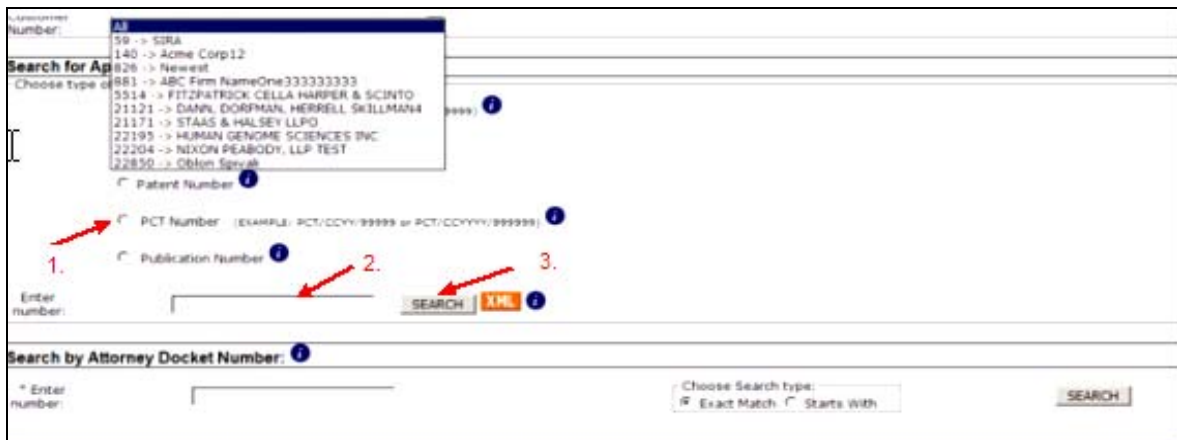 Customer
Number:
All
59 -> SIRA
140 -> Acme Corp12
826 -> Newest
881 -> ABC Firm NameOne333333333
5514 -> FITZPATRICK CELLA HARPER & SCINTO
21121 -> DANN, DORFMAN, HERRELL SKILLMAN4
21171 -> STAAS & HALSEY LLPO
22195 -> HUMAN GENOME SCIENCES INC
22204 -> NIXON PEABODY, LLP TEST
22850 -> Oblon Spivak
Search for Ap
Choose type o
Patent Number i
PCT Number (EXAMPLE: PCT/CCYY/99999 or PCT/CCYYYY/999999) i
1.
Publication Number i
2.
3.
Enter
number:
SEARCH XML i
Search by Attorney Docket Number: i
* Enter
number:
Choose Search type:
Exact Match Starts With
SEARCH